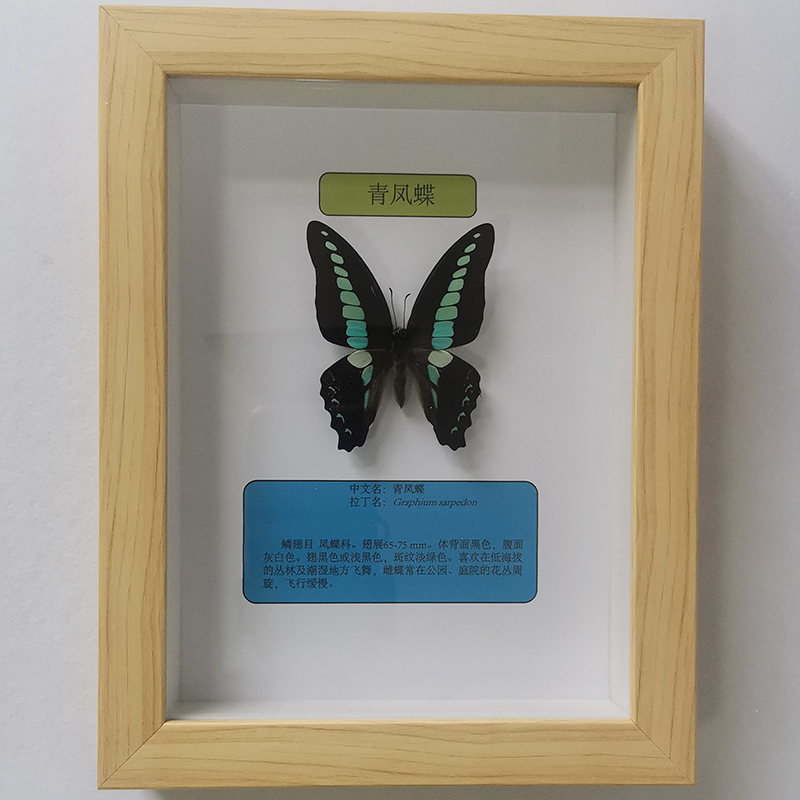 青凤蝶
中文名：青凤蝶
拉丁名：Graphium sarpedon
鳞翅目 凤蝶科。翅展65-75 mm。体背面黑色，腹面
灰白色。翅黑色或浅黑色，斑纹淡绿色。喜欢在低海拔
的丛林及潮湿地方飞舞，雌蝶常在公园、庭院的花丛周
旋，飞行缓慢。